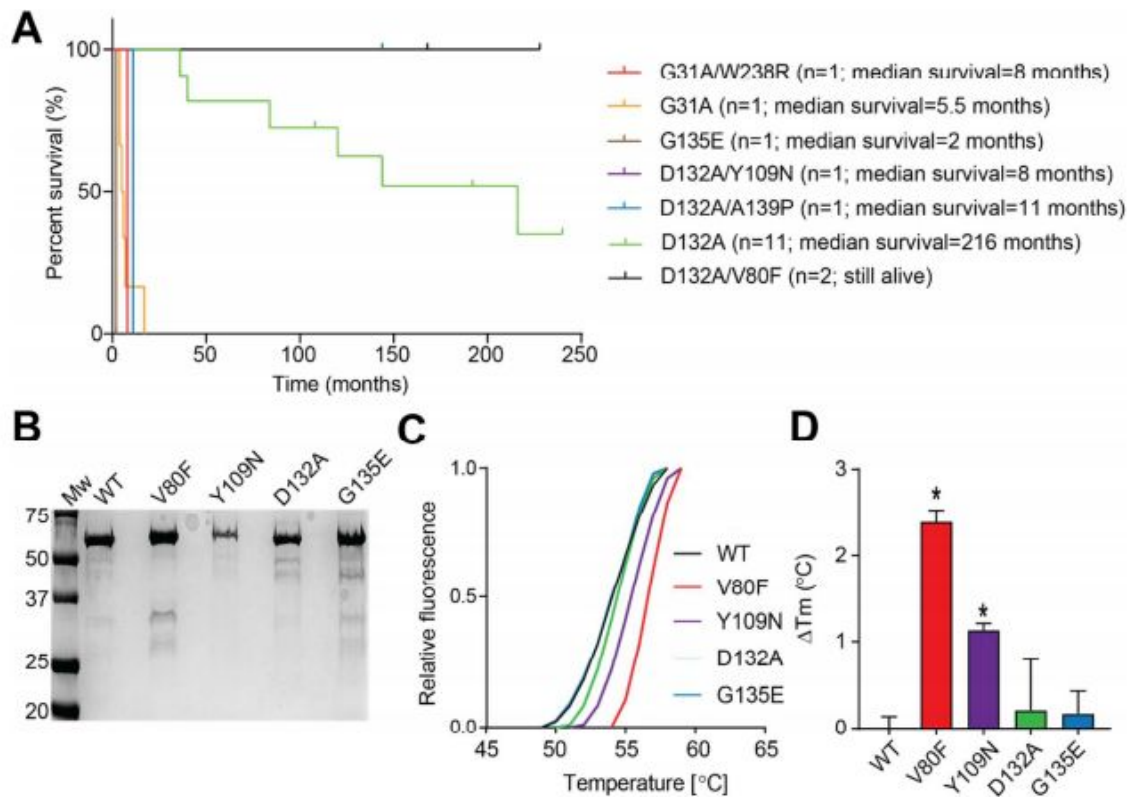 A
Percent survival (%)
100
50
0
0
50
100
150
200
250
Time (months)
G31A/W238R (n=1; median survival=8 months)
G31A (n=1; median survival=5.5 months)
G135E (n=1; median survival=2 months)
D132A/Y109N (n=1; median survival=8 months)
D132A/A139P (n=1; median survival=11 months)
D132A (n=11; median survival=216 months)
D132A/V80F (n=2; still alive)
B
Mw
WT
V80F
Y109N
D132A
G135E
75
50
37
25
20
C
Relative fluorescence
1.0
0.5
0.0
45
55
65
Temperature [°C]
WT
V80F
Y109N
D132A
G135E
D
ΔTm (°C)
3
2
1
0
*
*
WT
V80F
Y109N
D132A
G135E